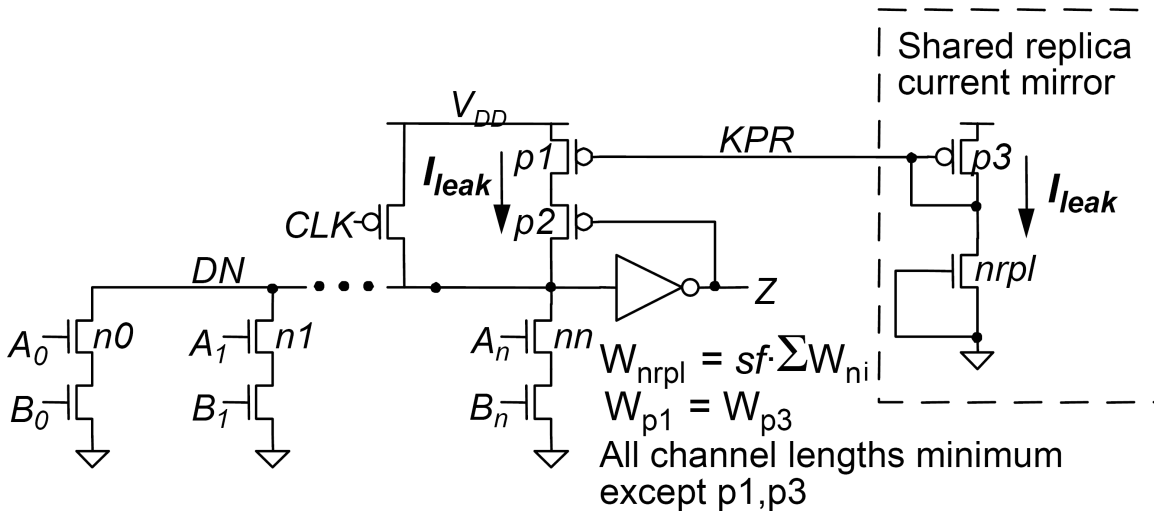 Shared replica
current mirror
V_DD
KPR
p1
p3
I_leak
I_leak
CLK
p2
DN
nrpl
Z
A_0
n0
A_1
n1
A_n
nn
W_nrpl = sf·ΣW_ni
B_0
B_1
B_n
W_p1 = W_p3
All channel lengths minimum
except p1,p3